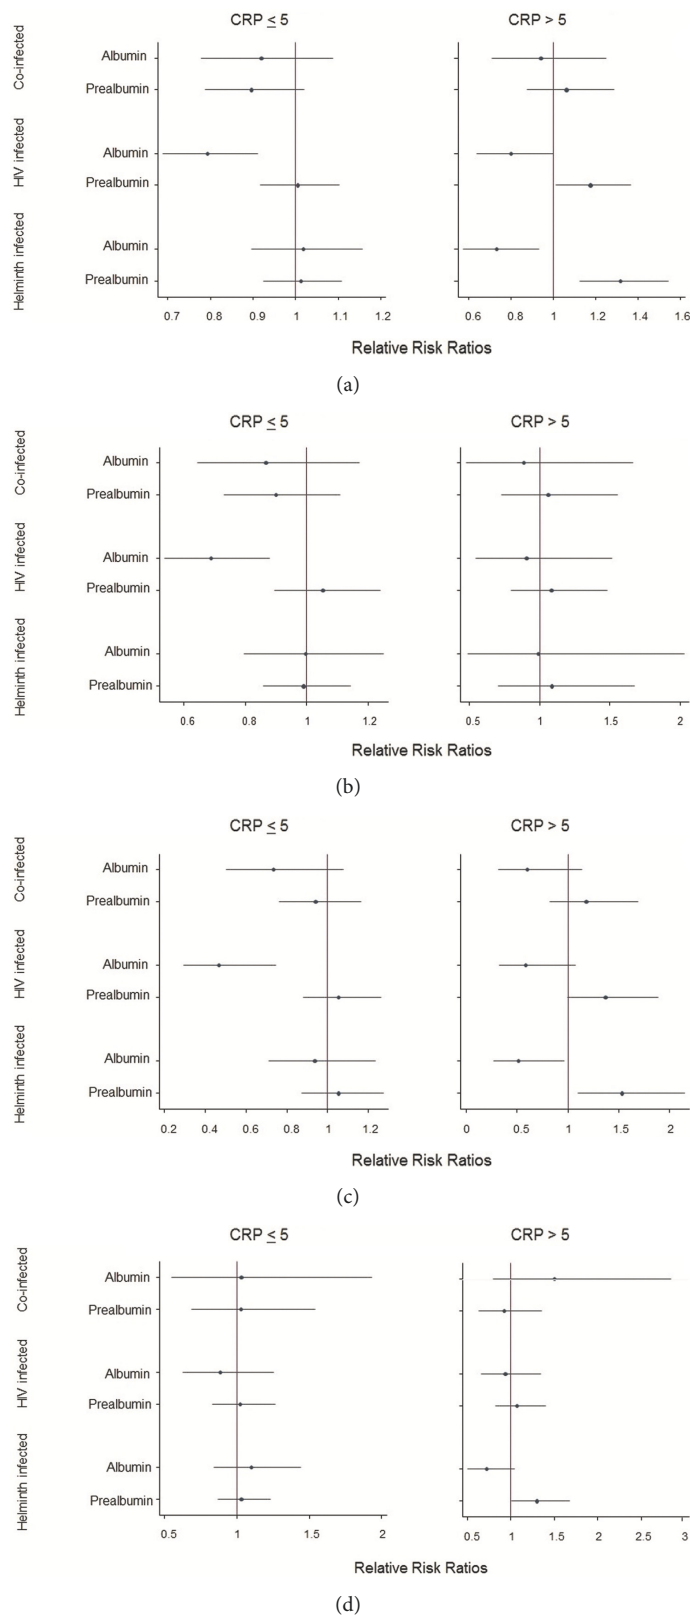 CRP ≤ 5 CRP > 5
Co-infected
Albumin
Prealbumin
HIV infected
Albumin
Prealbumin
Helminth infected
Albumin
Prealbumin
0.7 0.8 0.9 1 1.1 1.2 0.6 0.8 1 1.2 1.4 1.6
Relative Risk Ratios
(a)
CRP ≤ 5 CRP > 5
Co-infected
Albumin
Prealbumin
HIV infected
Albumin
Prealbumin
Helminth infected
Albumin
Prealbumin
0.6 0.8 1 1.2 0.5 1 1.5 2
Relative Risk Ratios
(b)
CRP ≤ 5 CRP > 5
Co-infected
Albumin
Prealbumin
HIV infected
Albumin
Prealbumin
Helminth infected
Albumin
Prealbumin
0.2 0.4 0.6 0.8 1 1.2 0 0.5 1 1.5 2
Relative Risk Ratios
(c)
CRP ≤ 5 CRP > 5
Co-infected
Albumin
Prealbumin
HIV infected
Albumin
Prealbumin
Helminth infected
Albumin
Prealbumin
0.5 1 1.5 2 0.5 1 1.5 2 2.5 3
Relative Risk Ratios
(d)